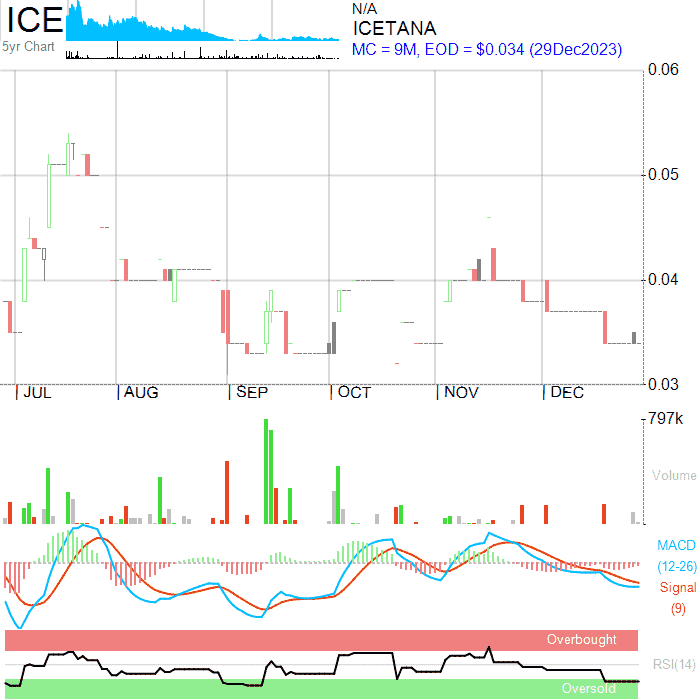 ICE
5yr Chart
N/A
ICETANA
MC = 9M, EOD = $0.034 (29Dec2023)
0.06
0.05
0.04
0.03
JUL AUG SEP OCT NOV DEC
797k
Volume
MACD
(12-26)
Signal
(9)
Overbought
RSI(14)
Oversold